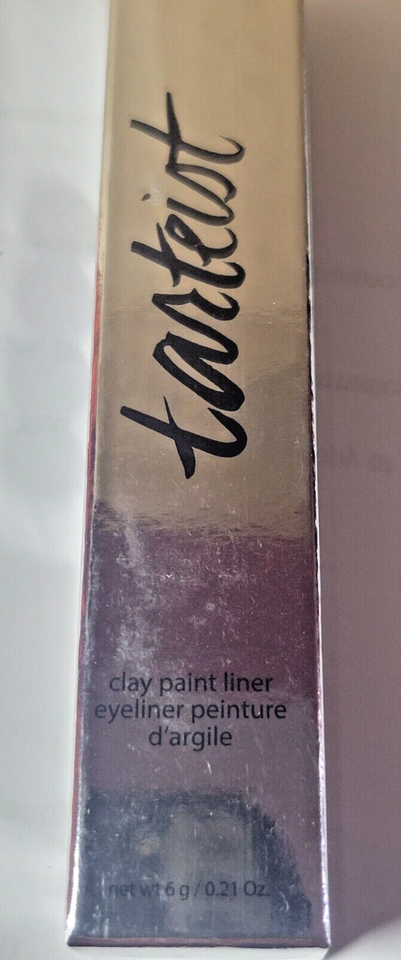 tarteist
clay paint liner
eyeliner peinture
d'argile
net wt 6 g / 0.21 Oz.